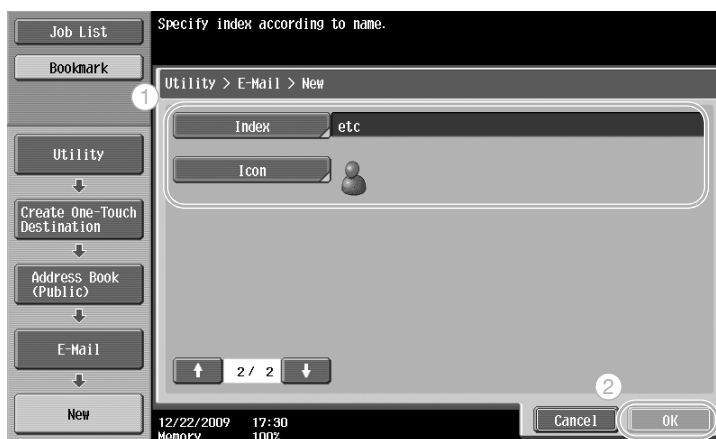 Job List
Bookmark
Specify index according to name.
Utility > E-Mail > New
1
Index
etc
Icon
Utility
Create One-Touch
Destination
Address Book
(Public)
E-Mail
New
2/ 2
2
Cancel
OK
12/22/2009 17:30
Memory 100%